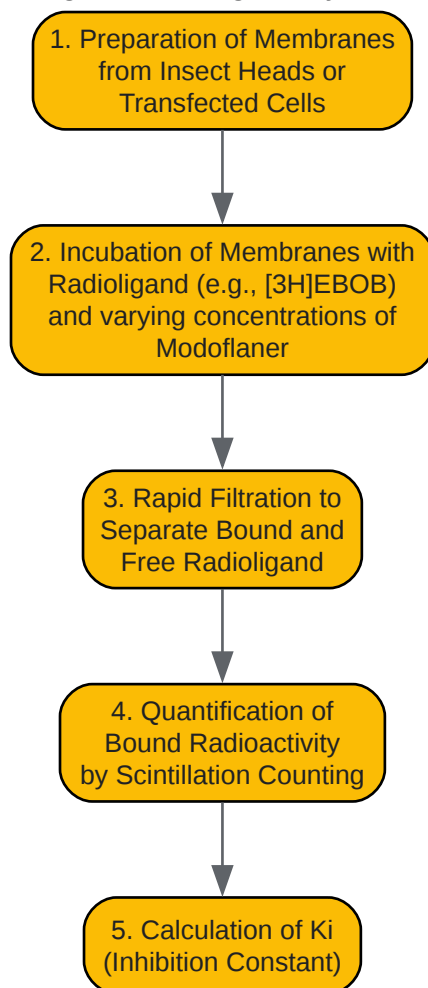 1. Preparation of Membranes
from Insect Heads or
Transfected Cells
2. Incubation of Membranes with
Radioligand (e.g., [3H]EBOB)
and varying concentrations of
Modoflaner
3. Rapid Filtration to
Separate Bound and
Free Radioligand
4. Quantification of
Bound Radioactivity
by Scintillation Counting
5. Calculation of Ki
(Inhibition Constant)